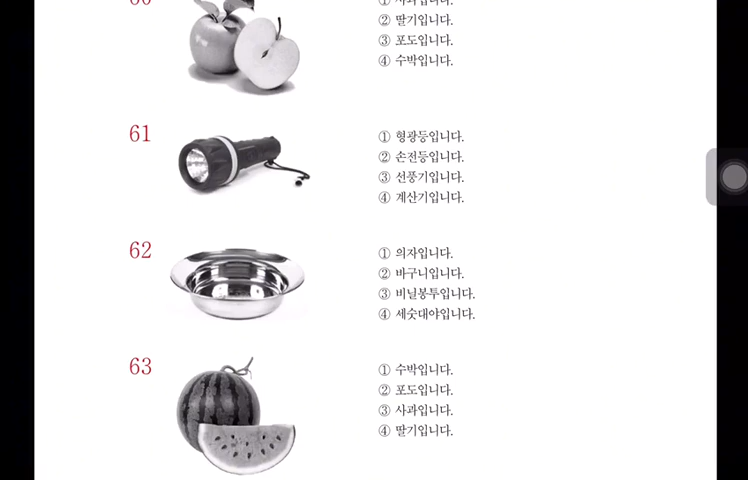 ② 딸기입니다.
③ 포도입니다.
④ 수박입니다.
61
① 형광등입니다.
② 손전등입니다.
③ 선풍기입니다.
④ 계산기입니다.
62
① 의자입니다.
② 바구니입니다.
③ 비닐봉투입니다.
④ 세숫대야입니다.
63
① 수박입니다.
② 포도입니다.
③ 사과입니다.
④ 딸기입니다.